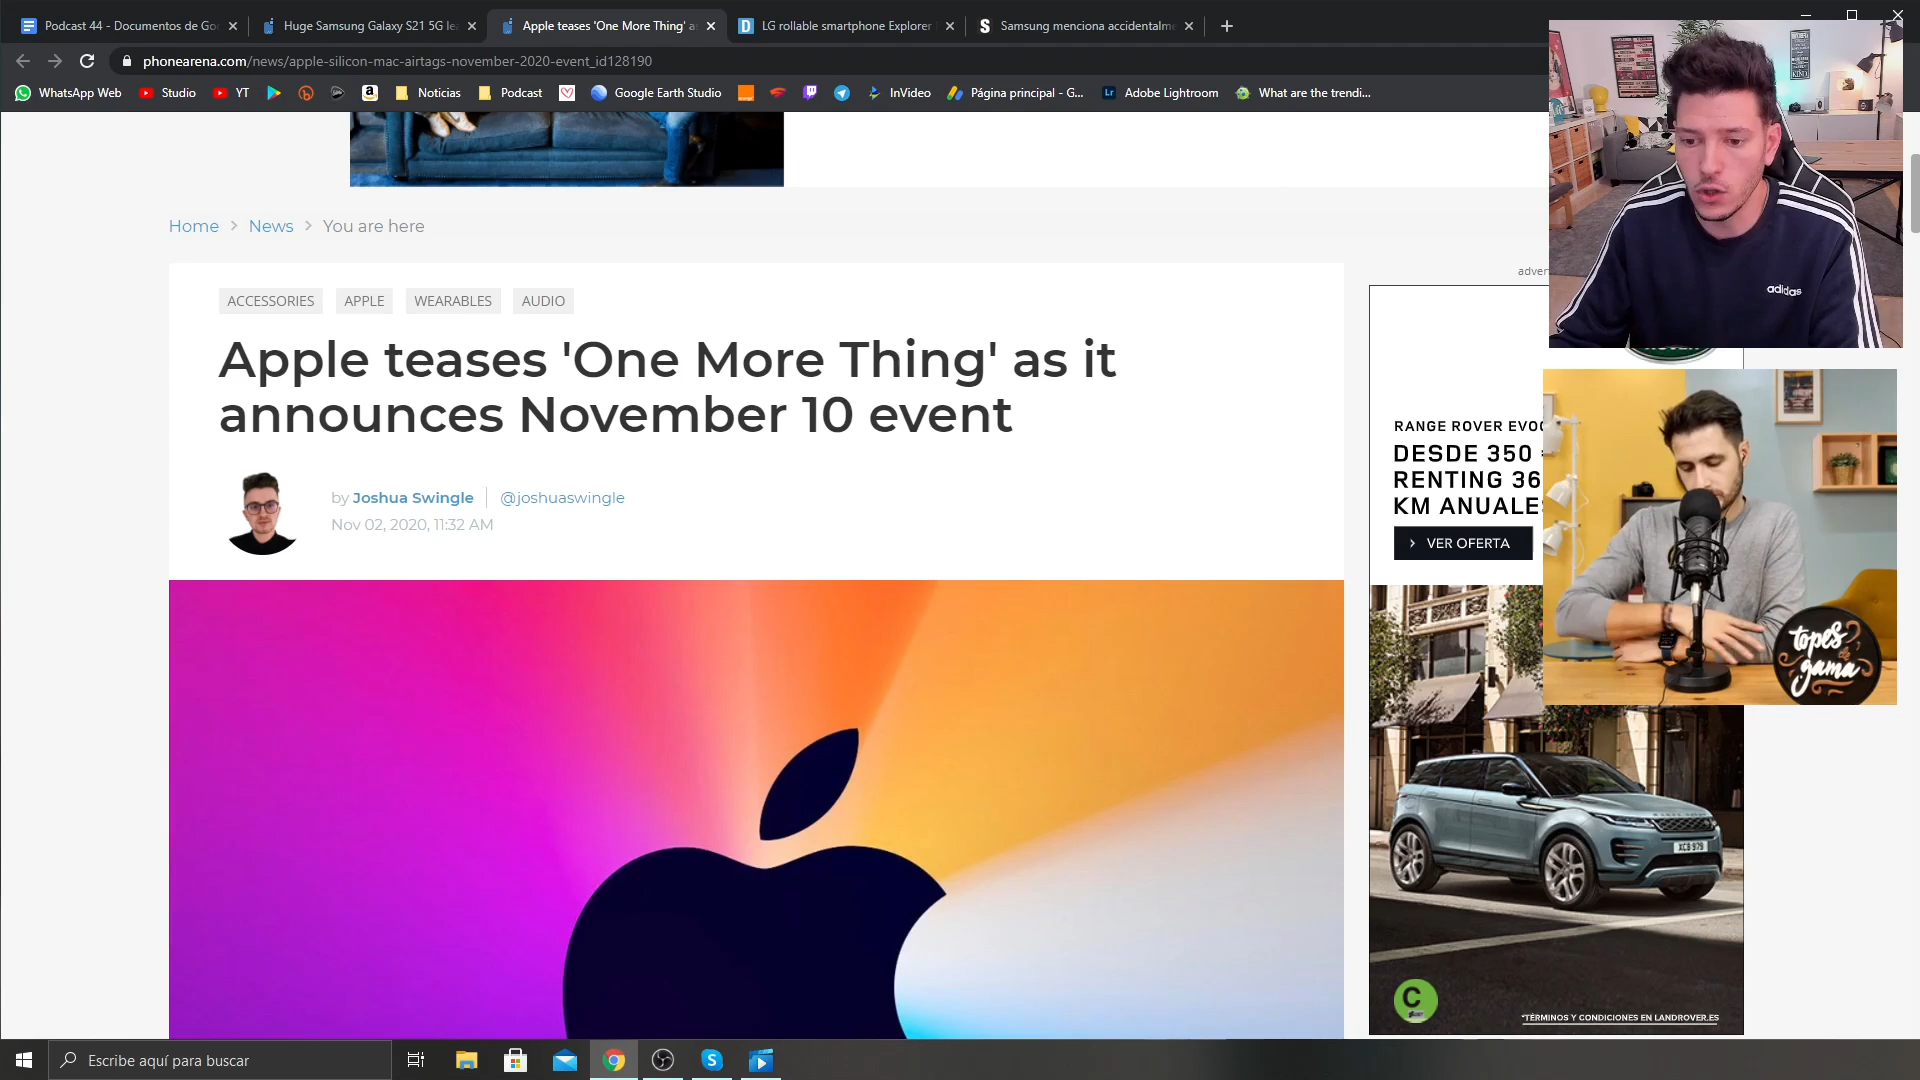 Podcast 44 - Documentos de Go
Huge Samsung Galaxy S21 5G le
Apple teases 'One More Thing' a
LG rollable smartphone Explorer
Samsung menciona accidentalme
phonearena.com/news/apple-silicon-mac-airtags-november-2020-event_id128190
WhatsApp Web
Studio
YT
Noticias
Podcast
Google Earth Studio
InVideo
Página principal - G...
Lr
Adobe Lightroom
What are the trendi...
Home > News > You are here
ACCESSORIES APPLE WEARABLES AUDIO
Apple teases 'One More Thing' as it
announces November 10 event
by Joshua Swingle | @joshuaswingle
Nov 02, 2020, 11:32 AM
adver
RANGE ROVER EVO
DESDE 350
RENTING 36
KM ANUALE
> VER OFERTA
XC8 979
C
*TÉRMINOS Y CONDICIONES EN LANDROVER.ES
adidas
topes
de
gama
Escribe aquí para buscar